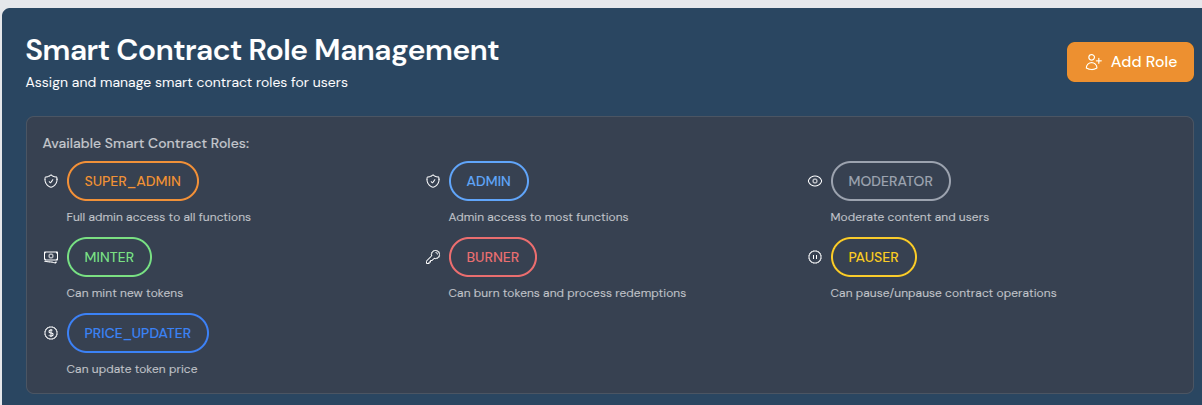 Smart Contract Role Management
Assign and manage smart contract roles for users
Add Role
Available Smart Contract Roles:
SUPER_ADMIN
Full admin access to all functions
ADMIN
Admin access to most functions
MODERATOR
Moderate content and users
MINTER
Can mint new tokens
BURNER
Can burn tokens and process redemptions
PAUSER
Can pause/unpause contract operations
PRICE_UPDATER
Can update token price